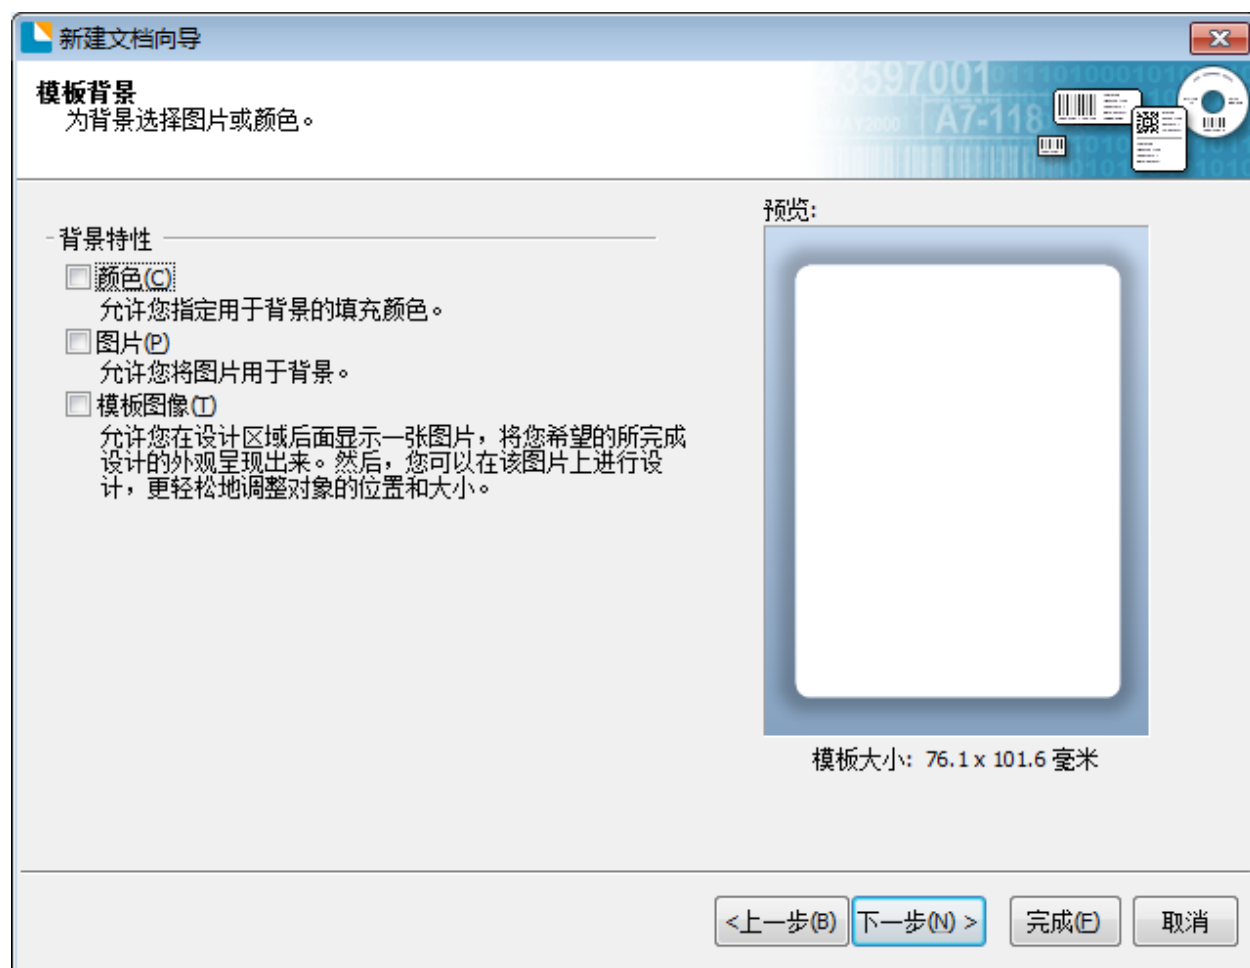 新建文档向导
模板背景
为背景选择图片或颜色。
43597001
A7-118
预览:
背景特性
颜色(C)
允许您指定用于背景的填充颜色。
图片(P)
允许您将图片用于背景。
模板图像(T)
允许您在设计区域后面显示一张图片，将您希望的所完成
设计的外观呈现出来。然后，您可以在该图片上进行设
计，更轻松地调整对象的位置和大小。
模板大小: 76.1 x 101.6 毫米
<上一步(B)
下一步(N) >
完成(F)
取消